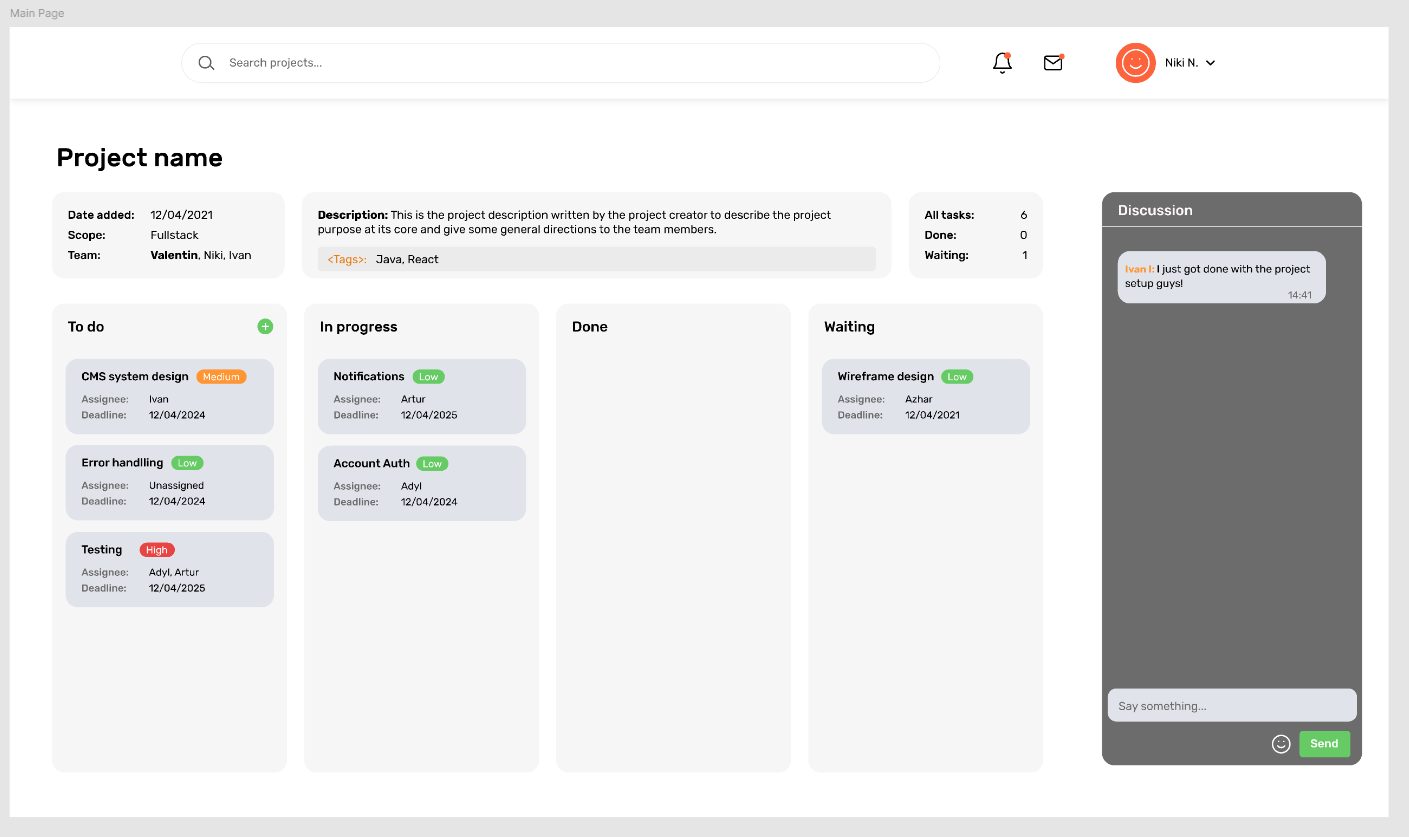 Main Page
Search projects...
Niki N.
Project name
Date added: 12/04/2021
Scope: Fullstack
Team: Valentin, Niki, Ivan
Description: This is the project description written by the project creator to describe the project
purpose at its core and give some general directions to the team members.
<Tags>: Java, React
All tasks: 6
Done: 0
Waiting: 1
To do
CMS system design Medium
Assignee: Ivan
Deadline: 12/04/2024
Error handlling Low
Assignee: Unassigned
Deadline: 12/04/2024
Testing High
Assignee: Adyl, Artur
Deadline: 12/04/2025
In progress
Notifications Low
Assignee: Artur
Deadline: 12/04/2025
Account Auth Low
Assignee: Adyl
Deadline: 12/04/2024
Done
Waiting
Wireframe design Low
Assignee: Azhar
Deadline: 12/04/2021
Discussion
Ivan I: I just got done with the project
setup guys!
14:41
Say something...
Send